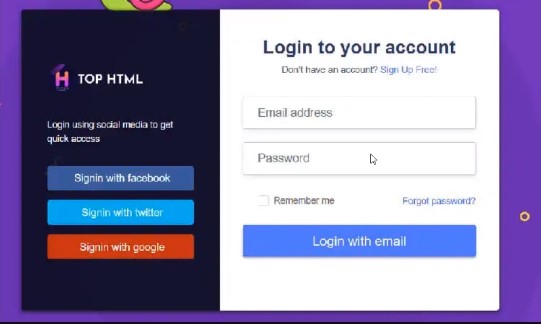 TOP HTML
Login using social media to get
quick access
Signin with facebook
Signin with twitter
Signin with google
Login to your account
Don't have an account? Sign Up Free!
Email address
Password
Remember me
Forgot password?
Login with email